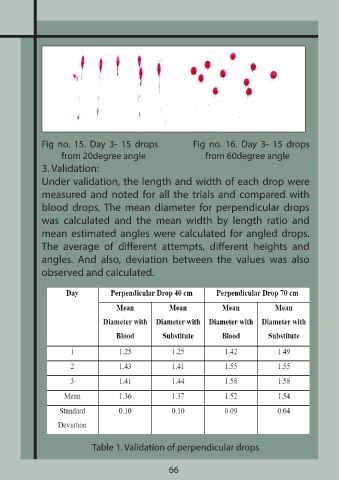 Fig no. 15. Day 3- 15 drops
from 20degree angle
Fig no. 16. Day 3- 15 drops
from 60degree angle
3. Validation:
Under validation, the length and width of each drop were
measured and noted for all the trials and compared with
blood drops. The mean diameter for perpendicular drops
was calculated and the mean width by length ratio and
mean estimated angles were calculated for angled drops.
The average of different attempts, different heights and
angles. And also, deviation between the values was also
observed and calculated.
Day Perpendicular Drop 40 cm Perpendicular Drop 70 cm
Mean Mean Mean Mean
Diameter with Diameter with Diameter with Diameter with
Blood Substitute Blood Substitute
1 1.25 1.25 1.42 1.49
2 1.43 1.41 1.55 1.55
3 1.41 1.44 1.58 1.58
Mean 1.36 1.37 1.52 1.54
Standard 0.10 0.10 0.09 0.04
Deviation
Table 1. Validation of perpendicular drops
66